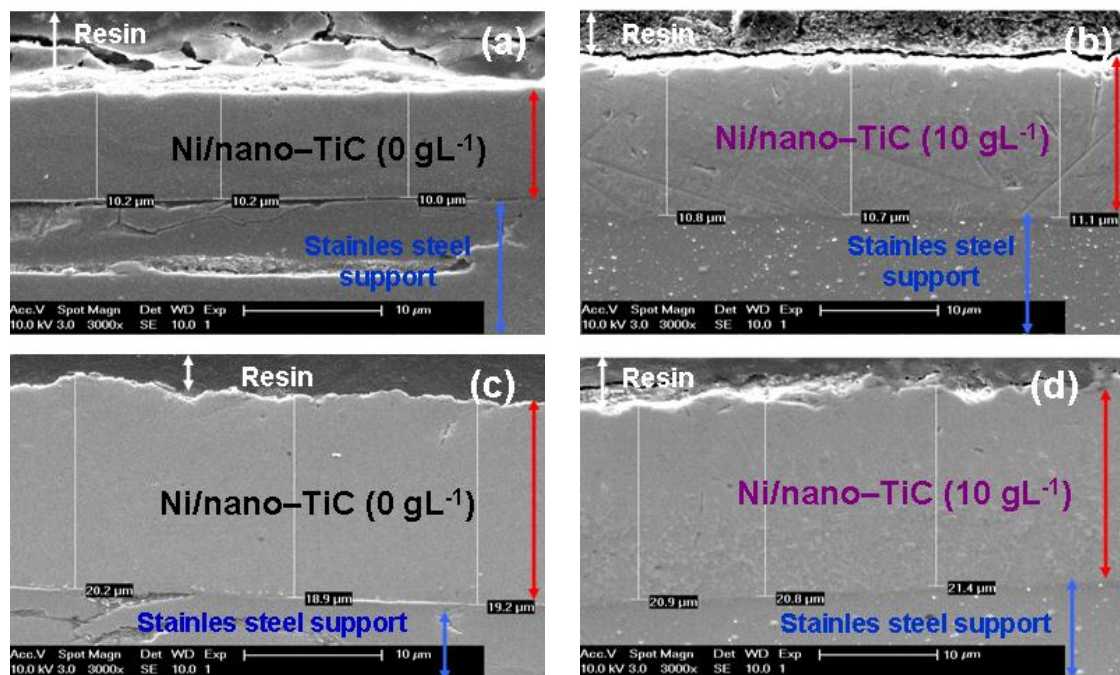 Resin
(a)
Ni/nano–TiC (0 gL⁻¹)
10.2 µm
10.2 µm
10.0 µm
Stainles steel
support
Acc.V Spot Magn Det WD Exp
10.0 kV 3.0 3000x SE 10.0 1
10 µm
Resin
(b)
Ni/nano–TiC (10 gL⁻¹)
10.8 µm
10.7 µm
11.1 µm
Stainles steel
support
Acc.V Spot Magn Det WD Exp
10.0 kV 3.0 3000x SE 10.0 1
10 µm
Resin
(c)
Ni/nano–TiC (0 gL⁻¹)
20.2 µm
18.9 µm
19.2 µm
Stainles steel support
Acc.V Spot Magn Det WD Exp
10.0 kV 3.0 3000x SE 10.0 1
10 µm
Resin
(d)
Ni/nano–TiC (10 gL⁻¹)
21.4 µm
20.9 µm
20.8 µm
Stainles steel support
Acc.V Spot Magn Det WD Exp
10.0 kV 3.0 3000x SE 10.0 1
10 µm